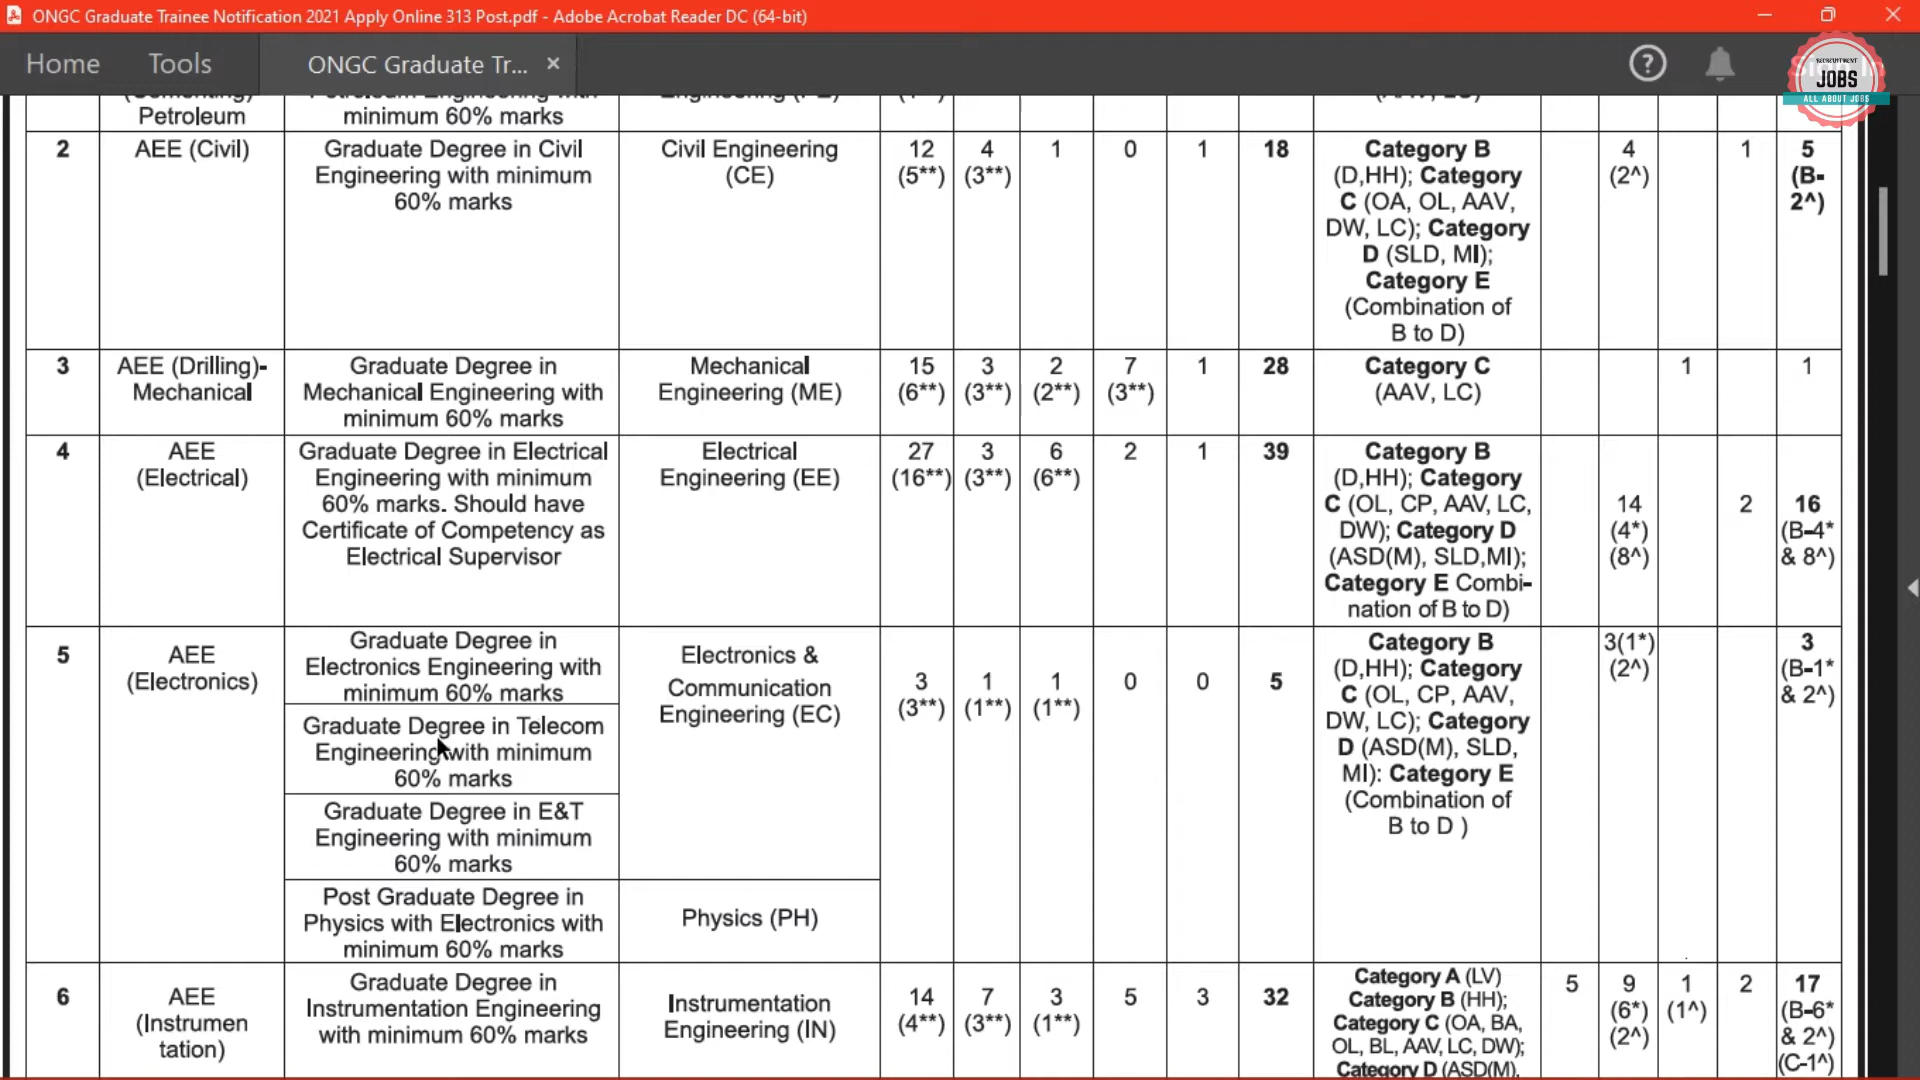 ONGC Graduate Trainee Notification 2021 Apply Online 313 Post.pdf - Adobe Acrobat Reader DC (64-bit)
Home Tools ONGC Graduate Tr... ×
RECRUITMENT
JOBS
ALL ABOUT JOBS
Petroleum minimum 60% marks
2 AEE (Civil) Graduate Degree in Civil Civil Engineering 12 4 1 0 1 18 Category B 4 1 5
Engineering with minimum (CE) (5**) (3**) (D,HH); Category (2^) (B-
60% marks C (OA, OL, AAV, 2^)
DW, LC); Category
D (SLD, MI);
Category E
(Combination of
B to D)
3 AEE (Drilling)- Graduate Degree in Mechanical 15 3 2 7 1 28 Category C 1 1
Mechanical Mechanical Engineering with Engineering (ME) (6**) (3**) (2**) (3**) (AAV, LC)
minimum 60% marks
4 AEE Graduate Degree in Electrical Electrical 27 3 6 2 1 39 Category B
(Electrical) Engineering with minimum Engineering (EE) (16**) (3**) (6**) (D,HH); Category
60% marks. Should have C (OL, CP, AAV, LC, 14 2 16
Certificate of Competency as DW); Category D (4*) (B-4*
Electrical Supervisor (ASD(M), SLD,MI); (8^) & 8^)
Category E Combi-
nation of B to D)
5 AEE Graduate Degree in Electronics & Category B 3(1*) 3
(Electronics) Electronics Engineering with Communication 3 1 1 0 0 5 (D,HH); Category (2^) (B-1*
minimum 60% marks Engineering (EC) (3**) (1**) (1**) C (OL, CP, AAV, & 2^)
Graduate Degree in Telecom DW, LC); Category
Engineering with minimum D (ASD(M), SLD,
60% marks MI): Category E
Graduate Degree in E&T (Combination of
Engineering with minimum B to D )
60% marks
Post Graduate Degree in
Physics with Electronics with Physics (PH)
minimum 60% marks
6 AEE Graduate Degree in Instrumentation 14 7 3 5 3 32 Category A (LV) 5 9 1 2 17
(Instrumen Instrumentation Engineering Engineering (IN) (4**) (3**) (1**) Category B (HH); (6*) (1^) (B-6*
tation) with minimum 60% marks Category C (OA, BA, (2^) & 2^)
OL, BL, AAV, LC, DW); (C-1^)
Category D (ASD(M),